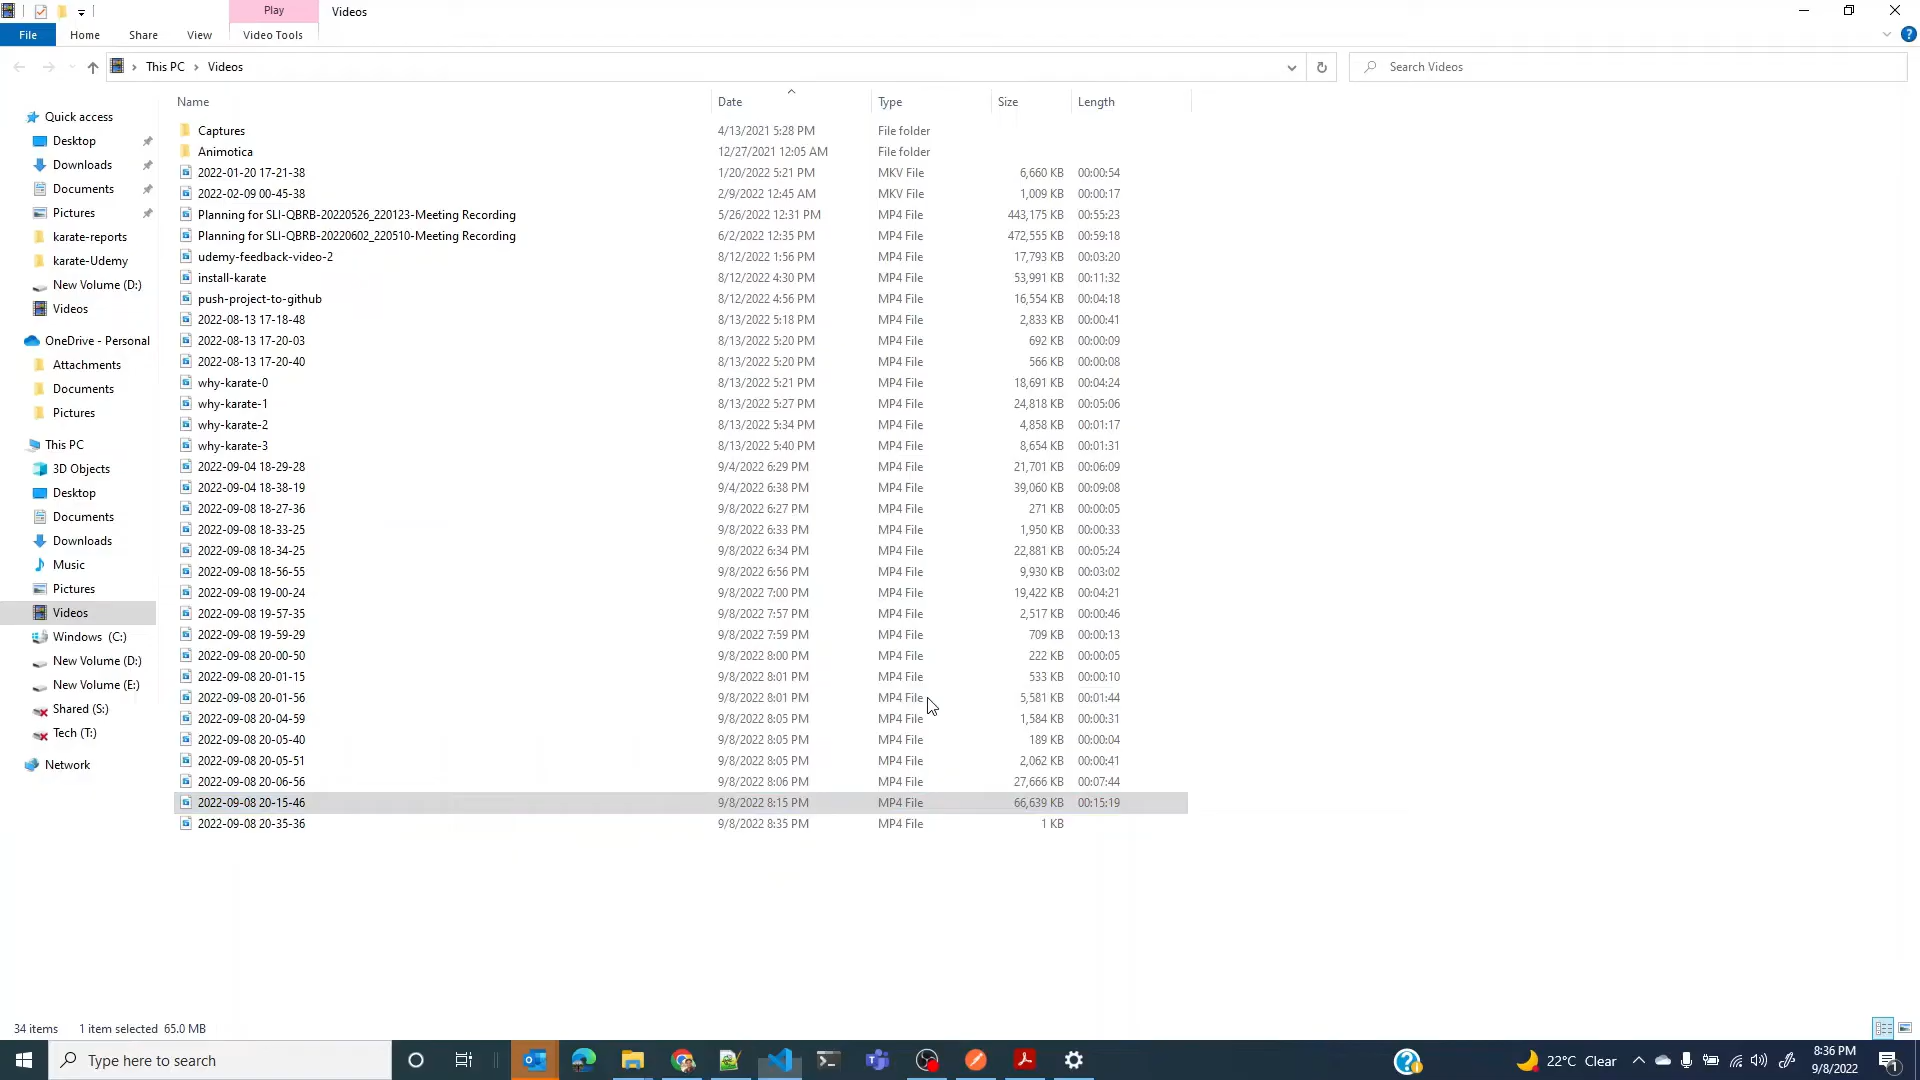 Play
Videos
File
Home
Share
View
Video Tools
This PC
Videos
Search Videos
Name
Date
Type
Size
Length
Quick access
Desktop
Downloads
Documents
Pictures
karate-reports
karate-Udemy
New Volume (D:)
Videos
OneDrive - Personal
Attachments
Documents
Pictures
This PC
3D Objects
Desktop
Documents
Downloads
Music
Pictures
Videos
Windows (C:)
New Volume (D:)
New Volume (E:)
Shared (S:)
Tech (T:)
Network
Captures 4/13/2021 5:28 PM File folder
Animotica 12/27/2021 12:05 AM File folder
2022-01-20 17-21-38 1/20/2022 5:21 PM MKV File 6,660 KB 00:00:54
2022-02-09 00-45-38 2/9/2022 12:45 AM MKV File 1,009 KB 00:00:17
Planning for SLI-QBRB-20220526_220123-Meeting Recording 5/26/2022 12:31 PM MP4 File 443,175 KB 00:55:23
Planning for SLI-QBRB-20220602_220510-Meeting Recording 6/2/2022 12:35 PM MP4 File 472,555 KB 00:59:18
udemy-feedback-video-2 8/12/2022 1:56 PM MP4 File 17,793 KB 00:03:20
install-karate 8/12/2022 4:30 PM MP4 File 53,991 KB 00:11:32
push-project-to-github 8/12/2022 4:56 PM MP4 File 16,554 KB 00:04:18
2022-08-13 17-18-48 8/13/2022 5:18 PM MP4 File 2,833 KB 00:00:41
2022-08-13 17-20-03 8/13/2022 5:20 PM MP4 File 692 KB 00:00:09
2022-08-13 17-20-40 8/13/2022 5:20 PM MP4 File 566 KB 00:00:08
why-karate-0 8/13/2022 5:21 PM MP4 File 18,691 KB 00:04:24
why-karate-1 8/13/2022 5:27 PM MP4 File 24,818 KB 00:05:06
why-karate-2 8/13/2022 5:34 PM MP4 File 4,858 KB 00:01:17
why-karate-3 8/13/2022 5:40 PM MP4 File 8,654 KB 00:01:31
2022-09-04 18-29-28 9/4/2022 6:29 PM MP4 File 21,701 KB 00:06:09
2022-09-04 18-38-19 9/4/2022 6:38 PM MP4 File 39,060 KB 00:09:08
2022-09-08 18-27-36 9/8/2022 6:27 PM MP4 File 271 KB 00:00:05
2022-09-08 18-33-25 9/8/2022 6:33 PM MP4 File 1,950 KB 00:00:33
2022-09-08 18-34-25 9/8/2022 6:34 PM MP4 File 22,881 KB 00:05:24
2022-09-08 18-56-55 9/8/2022 6:56 PM MP4 File 9,930 KB 00:03:02
2022-09-08 19-00-24 9/8/2022 7:00 PM MP4 File 19,422 KB 00:04:21
2022-09-08 19-57-35 9/8/2022 7:57 PM MP4 File 2,517 KB 00:00:46
2022-09-08 19-59-29 9/8/2022 7:59 PM MP4 File 709 KB 00:00:13
2022-09-08 20-00-50 9/8/2022 8:00 PM MP4 File 222 KB 00:00:05
2022-09-08 20-01-15 9/8/2022 8:01 PM MP4 File 533 KB 00:00:10
2022-09-08 20-01-56 9/8/2022 8:01 PM MP4 File 5,581 KB 00:01:44
2022-09-08 20-04-59 9/8/2022 8:05 PM MP4 File 1,584 KB 00:00:31
2022-09-08 20-05-40 9/8/2022 8:05 PM MP4 File 189 KB 00:00:04
2022-09-08 20-05-51 9/8/2022 8:05 PM MP4 File 2,062 KB 00:00:41
2022-09-08 20-06-56 9/8/2022 8:06 PM MP4 File 27,666 KB 00:07:44
2022-09-08 20-15-46 9/8/2022 8:15 PM MP4 File 66,639 KB 00:15:19
2022-09-08 20-35-36 9/8/2022 8:35 PM MP4 File 1 KB
34 items 1 item selected 65.0 MB
Type here to search
22°C Clear
8:36 PM
9/8/2022
1